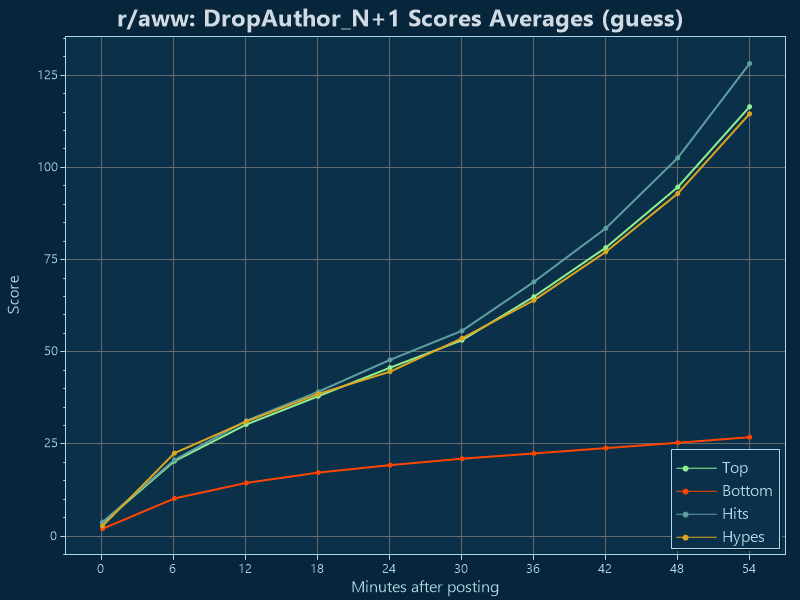 r/aww: DropAuthor_N+1 Scores Averages (guess)
125
100
75
50
25
0
Score
Top
Bottom
Hits
Hypes
0 6 12 18 24 30 36 42 48 54
Minutes after posting